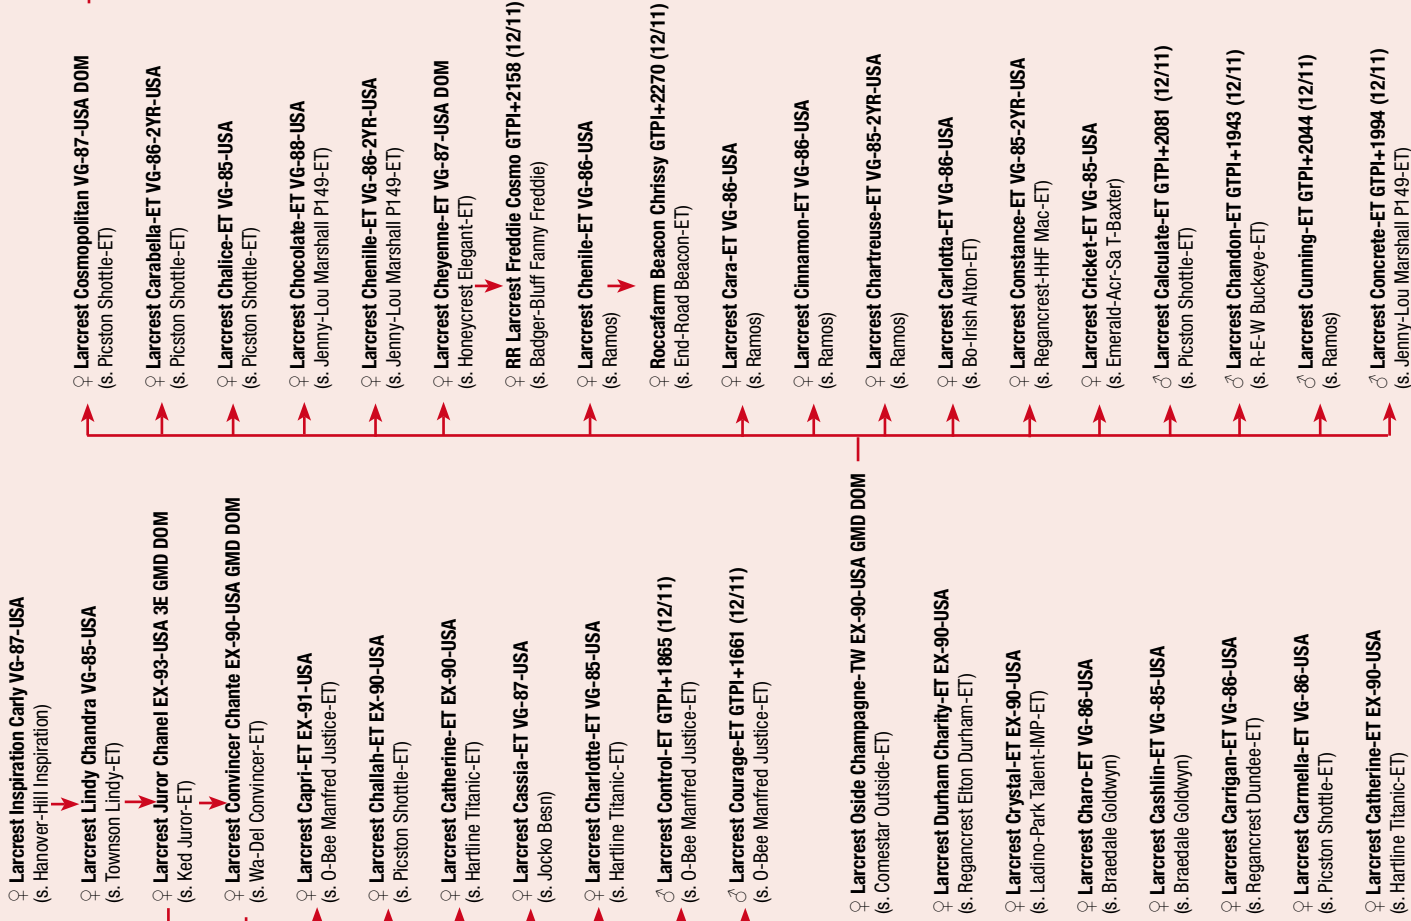 ♀ Larcrest Inspiration Carly VG-87-USA
(s. Hanover-Hill Inspiration)
♀ Larcrest Lindy Chandra VG-85-USA
(s. Townson Lindy-ET)
♀ Larcrest Juror Chanel EX-93-USA 3E GMD DOM
(s. Ked Juror-ET)
♀ Larcrest Convincer Chante EX-90-USA GMD DOM
(s. Wa-Del Convincer-ET)
♀ Larcrest Capri-ET EX-91-USA
(s. O-Bee Manfred Justice-ET)
♀ Larcrest Challah-ET EX-90-USA
(s. Picston Shottle-ET)
♀ Larcrest Catherine-ET EX-90-USA
(s. Hartline Titanic-ET)
♀ Larcrest Cassia-ET VG-87-USA
(s. Jocko Besn)
♀ Larcrest Charlotte-ET VG-85-USA
(s. Hartline Titanic-ET)
♂ Larcrest Control-ET GTPI+1865 (12/11)
(s. O-Bee Manfred Justice-ET)
♂ Larcrest Courage-ET GTPI+1661 (12/11)
(s. O-Bee Manfred Justice-ET)
♀ Larcrest Oside Champagne-TW EX-90-USA GMD DOM
(s. Comestar Outside-ET)
♀ Larcrest Durham Charity-ET EX-90-USA
(s. Regancrest Elton Durham-ET)
♀ Larcrest Crystal-ET EX-90-USA
(s. Ladino-Park Talent-IMP-ET)
♀ Larcrest Charo-ET VG-86-USA
(s. Braedale Goldwyn)
♀ Larcrest Cashlin-ET VG-85-USA
(s. Braedale Goldwyn)
♀ Larcrest Carrigan-ET VG-86-USA
(s. Regancrest Dundee-ET)
♀ Larcrest Carmella-ET VG-86-USA
(s. Picston Shottle-ET)
♀ Larcrest Catherine-ET EX-90-USA
(s. Hartline Titanic-ET)
♀ Larcrest Cosmopolitan VG-87-USA DOM
(s. Picston Shottle-ET)
♀ Larcrest Carabella-ET VG-86-2YR-USA
(s. Picston Shottle-ET)
♀ Larcrest Chalice-ET VG-85-USA
(s. Picston Shottle-ET)
♀ Larcrest Chocolate-ET VG-88-USA
(s. Jenny-Lou Marshall P149-ET)
♀ Larcrest Chenille-ET VG-86-2YR-USA
(s. Jenny-Lou Marshall P149-ET)
♀ Larcrest Cheyenne-ET VG-87-USA DOM
(s. Honeycrest Elegant-ET)
♀ RR Larcrest Freddie Cosmo GTPI+2158 (12/11)
(s. Badger-Bluff Fanny Freddie)
♀ Larcrest Chenile-ET VG-86-USA
(s. Ramos)
♀ Roccafarm Beacon Chrissy GTPI+2270 (12/11)
(s. End-Road Beacon-ET)
♀ Larcrest Cara-ET VG-86-USA
(s. Ramos)
♀ Larcrest Cinnamon-ET VG-86-USA
(s. Ramos)
♀ Larcrest Chartreuse-ET VG-85-2YR-USA
(s. Ramos)
♀ Larcrest Carlotta-ET VG-86-USA
(s. Bo-Irish Alton-ET)
♀ Larcrest Constance-ET VG-85-2YR-USA
(s. Regancrest-HHF Mac-ET)
♀ Larcrest Cricket-ET VG-85-USA
(s. Emerald-Acr-Sa T-Baxter)
♂ Larcrest Calculate-ET GTPI+2081 (12/11)
(s. Picston Shottle-ET)
♂ Larcrest Chandon-ET GTPI+1943 (12/11)
(s. R-E-W Buckeye-ET)
♂ Larcrest Cunning-ET GTPI+2044 (12/11)
(s. Ramos)
♂ Larcrest Concrete-ET GTPI+1994 (12/11)
(s. Jenny-Lou Marshall P149-ET)